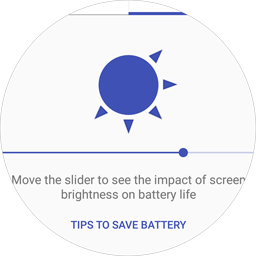 Move the slider to see the impact of screen
brightness on battery life
TIPS TO SAVE BATTERY